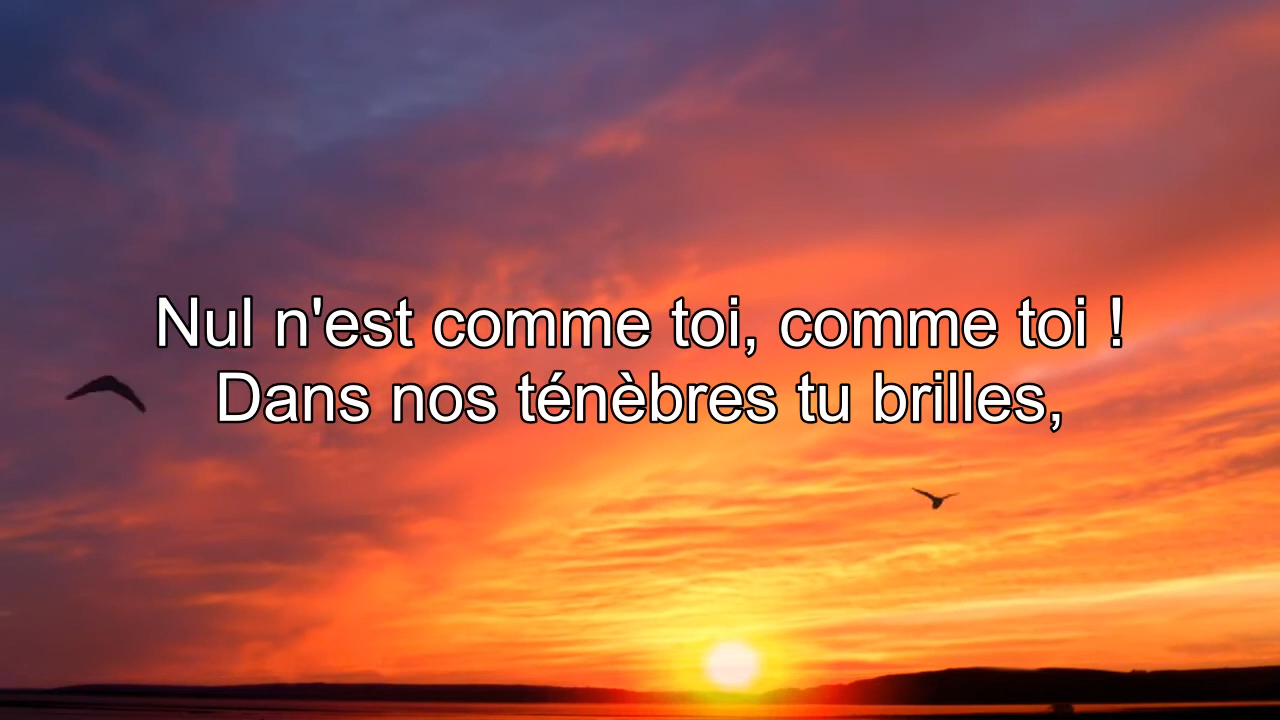 Nul n'est comme toi, comme toi !
Dans nos ténèbres tu brilles,